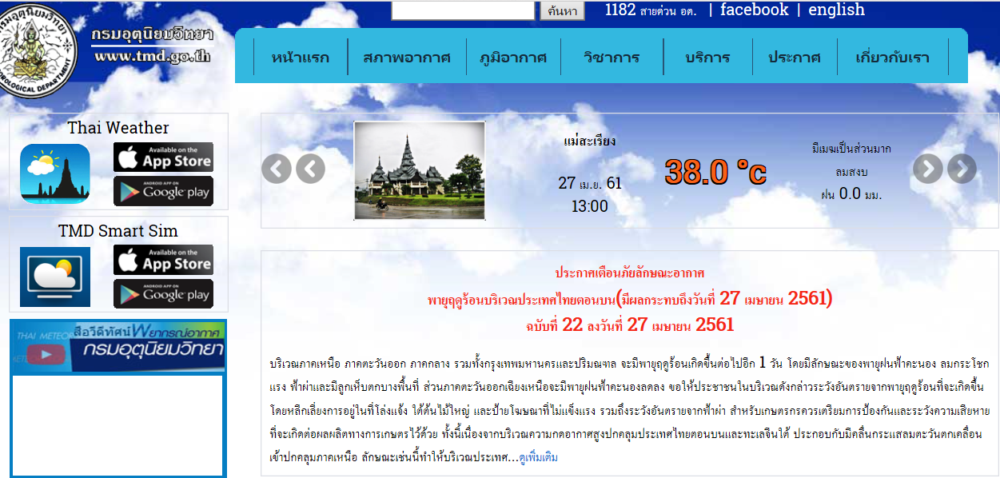 ค้นหา
1182 สายด่วน อต. | facebook | english
กรมอุตุนิยมวิทยา
www.tmd.go.th
กรมอุตุนิยมวิทยา
OROLOGICAL DEPARTMENT
หน้าแรก
สภาพอากาศ
ภูมิอากาศ
วิชาการ
บริการ
ประกาศ
เกี่ยวกับเรา
Thai Weather
Available on the
App Store
ANDROID APP ON
Google play
TMD Smart Sim
Available on the
App Store
ANDROID APP ON
Google play
สื่อวีดีทัศน์พยากรณ์อากาศ
กรมอุตุนิยมวิทยา
แม่สะเรียง
27 เม.ย. 61
13:00
38.0 °c
มีเมฆเป็นส่วนมาก
ลมสงบ
ฝน 0.0 มม.
ประกาศเตือนภัยลักษณะอากาศ
พายุฤดูร้อนบริเวณประเทศไทยตอนบน(มีผลกระทบถึงวันที่ 27 เมษายน 2561)
ฉบับที่ 22 ลงวันที่ 27 เมษายน 2561
บริเวณภาคเหนือ ภาคตะวันออก ภาคกลาง รวมทั้งกรุงเทพมหานครและปริมณฑล จะมีพายุฤดูร้อนเกิดขึ้นต่อไปอีก 1 วัน โดยมีลักษณะของพายุฝนฟ้าคะนอง ลมกระโชก
แรง ฟ้าผ่าและมีลูกเห็บตกบางพื้นที่ ส่วนภาคตะวันออกเฉียงเหนือจะมีพายุฝนฟ้าคะนองลดลง ขอให้ประชาชนในบริเวณดังกล่าวระวังอันตรายจากพายุฤดูร้อนที่จะเกิดขึ้น
โดยหลีกเลี่ยงการอยู่ในที่โล่งแจ้ง ใต้ต้นไม้ใหญ่ และป้ายโฆษณาที่ไม่แข็งแรง รวมถึงระวังอันตรายจากฟ้าผ่า สำหรับเกษตรกรควรเตรียมการป้องกันและระวังความเสียหาย
ที่จะเกิดต่อผลผลิตทางการเกษตรไว้ด้วย ทั้งนี้เนื่องจากบริเวณความกดอากาศสูงปกคลุมประเทศไทยตอนบนและทะเลจีนใต้ ประกอบกับมีคลื่นกระแสลมตะวันตกเคลื่อน
เข้าปกคลุมภาคเหนือ ลักษณะเช่นนี้ทำให้บริเวณประเทศ...ดูเพิ่มเติม